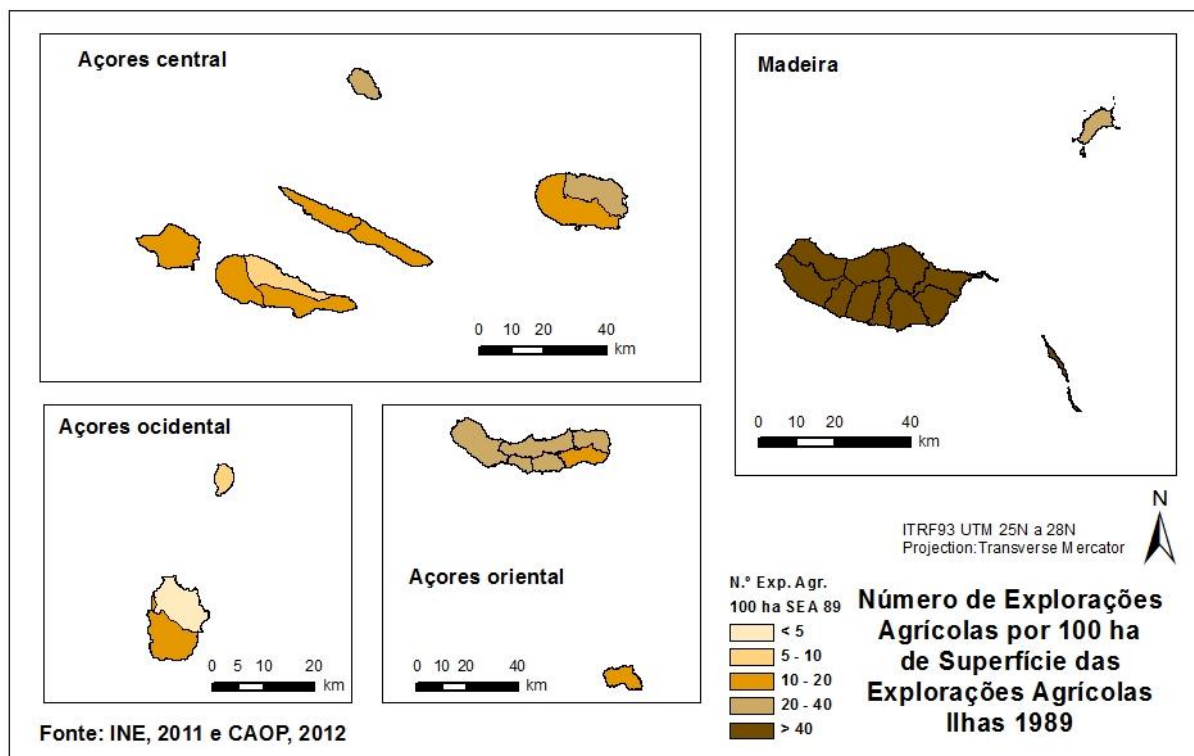 Açores central
0 10 20 40
km
Madeira
0 10 20 40
km
Açores ocidental
0 5 10 20
km
Açores oriental
0 10 20 40
km
N
ITRF93 UTM 25N a 28N
Projection:Transverse Mercator
N.º Exp. Agr.
100 ha SEA 89
< 5
5 - 10
10 - 20
20 - 40
> 40
Número de Explorações
Agrícolas por 100 ha
de Superfície das
Explorações Agrícolas
Ilhas 1989
Fonte: INE, 2011 e CAOP, 2012